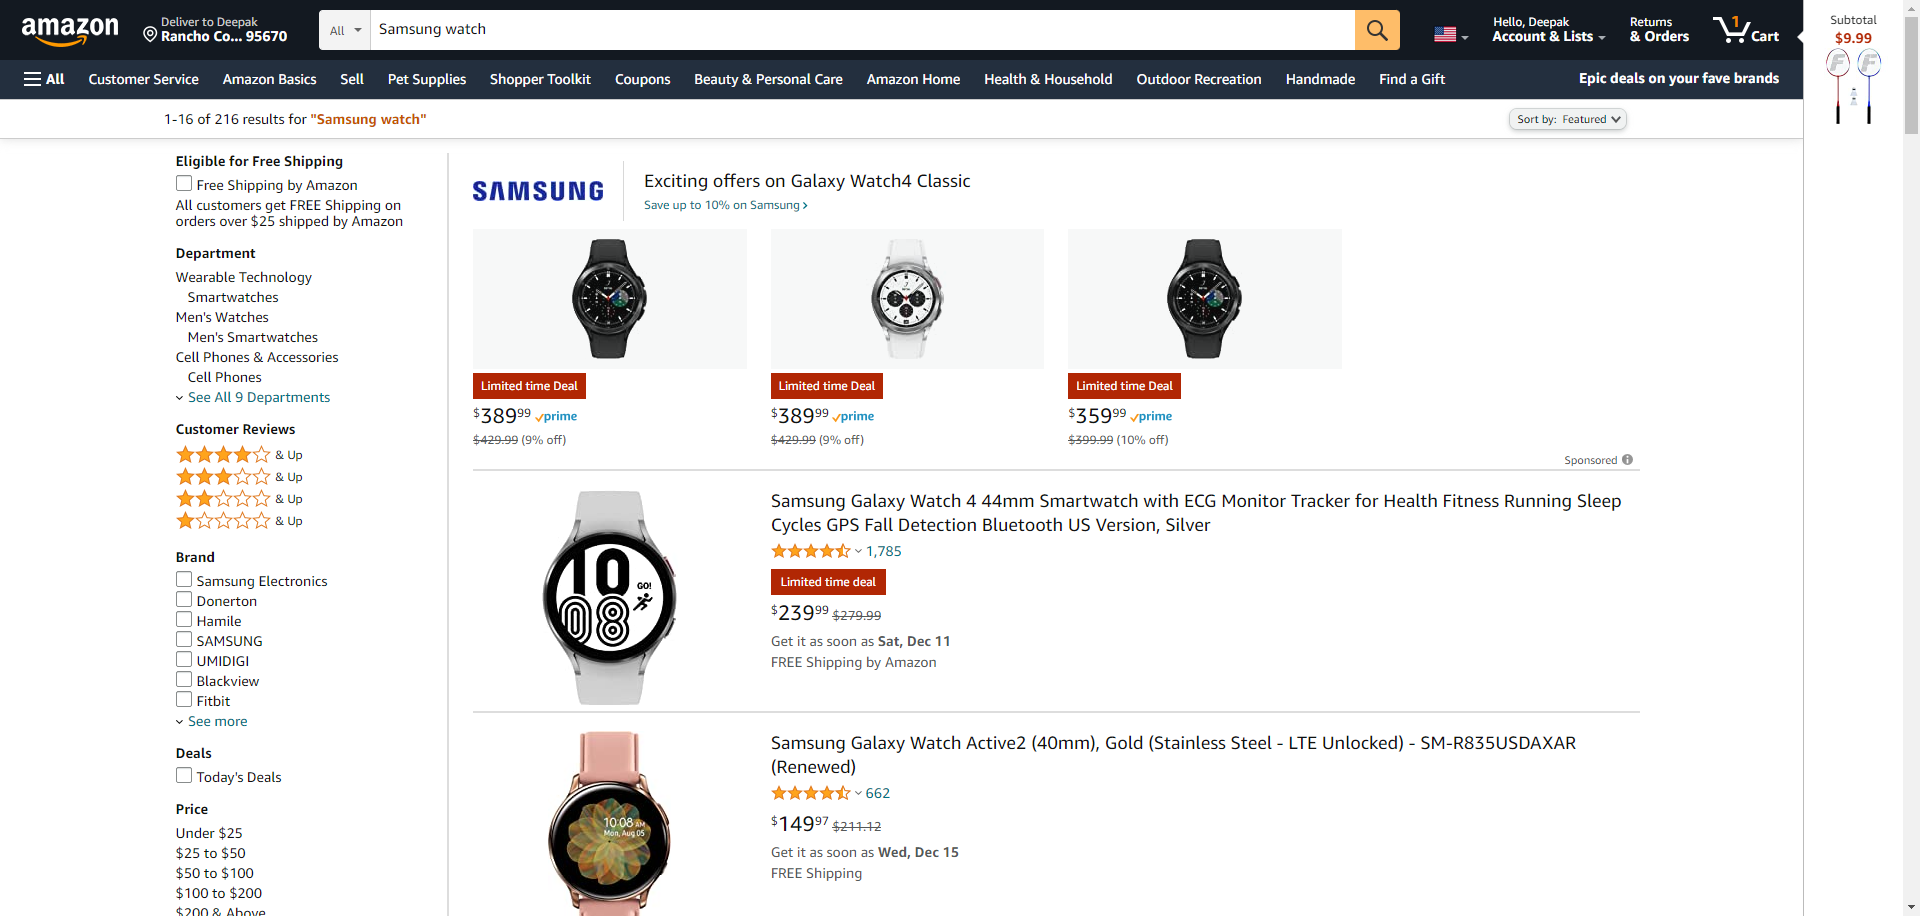 amazon
Deliver to Deepak
Rancho Co... 95670
All
Samsung watch
Hello, Deepak
Account & Lists
Returns
& Orders
1
Cart
Subtotal
$9.99
All
Customer Service
Amazon Basics
Sell
Pet Supplies
Shopper Toolkit
Coupons
Beauty & Personal Care
Amazon Home
Health & Household
Outdoor Recreation
Handmade
Find a Gift
Epic deals on your fave brands
1-16 of 216 results for "Samsung watch"
Sort by: Featured
Eligible for Free Shipping
Free Shipping by Amazon
All customers get FREE Shipping on
orders over $25 shipped by Amazon
Department
Wearable Technology
Smartwatches
Men's Watches
Men's Smartwatches
Cell Phones & Accessories
Cell Phones
See All 9 Departments
Customer Reviews
& Up
& Up
& Up
& Up
Brand
Samsung Electronics
Donerton
Hamile
SAMSUNG
UMIDIGI
Blackview
Fitbit
See more
Deals
Today's Deals
Price
Under $25
$25 to $50
$50 to $100
$100 to $200
$200 & Above
SAMSUNG
Exciting offers on Galaxy Watch4 Classic
Save up to 10% on Samsung
Limited time Deal
$389.99 prime
$429.99 (9% off)
Limited time Deal
$389.99 prime
$429.99 (9% off)
Limited time Deal
$359.99 prime
$399.99 (10% off)
Sponsored
10
08
GO!
Samsung Galaxy Watch 4 44mm Smartwatch with ECG Monitor Tracker for Health Fitness Running Sleep
Cycles GPS Fall Detection Bluetooth US Version, Silver
1,785
Limited time deal
$239.99 $279.99
Get it as soon as Sat, Dec 11
FREE Shipping by Amazon
10:08 AM
Mon, Aug 05
Samsung Galaxy Watch Active2 (40mm), Gold (Stainless Steel - LTE Unlocked) - SM-R835USDAXAR
(Renewed)
662
$149.97 $211.12
Get it as soon as Wed, Dec 15
FREE Shipping